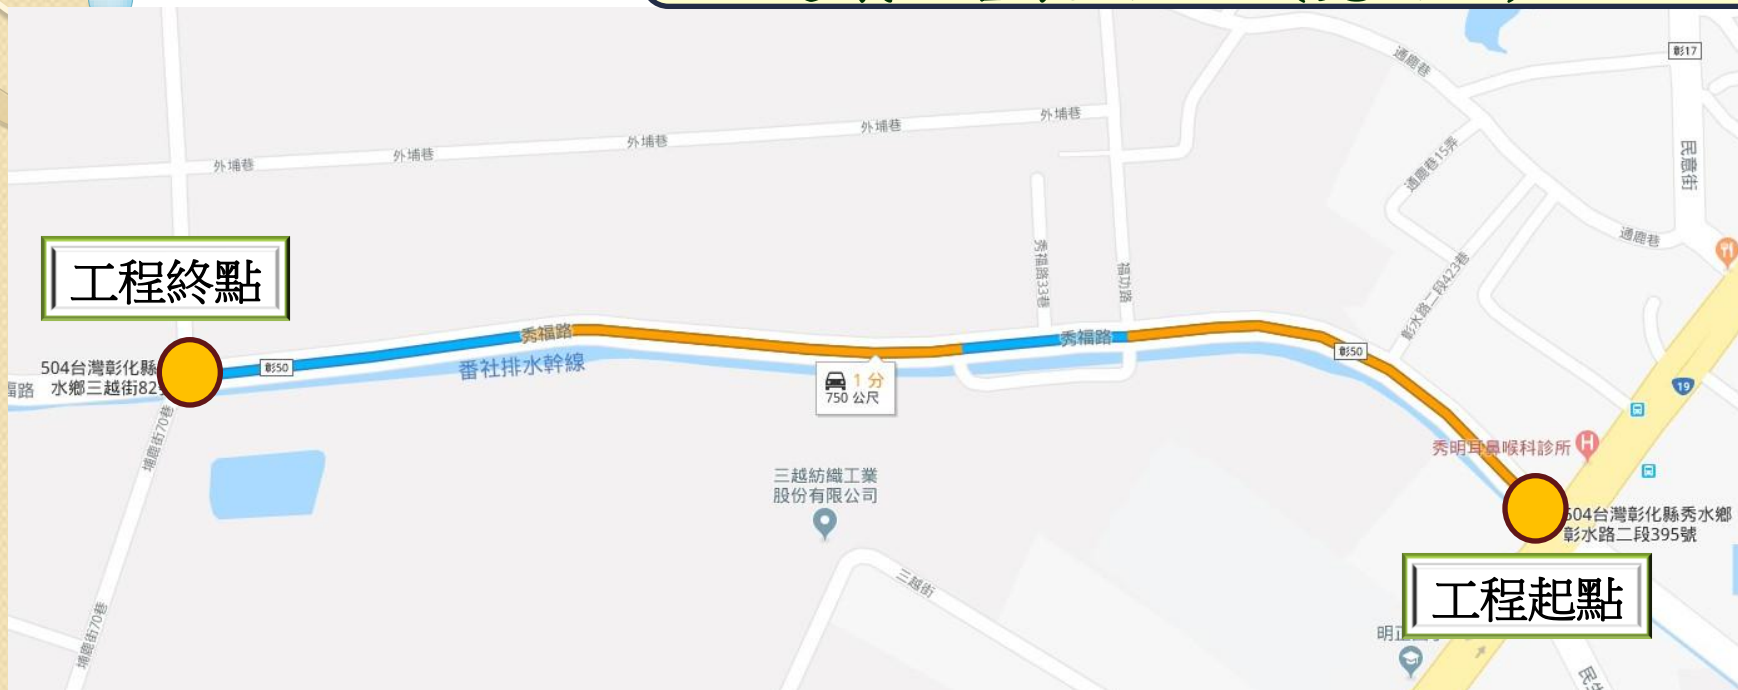 彰17
通鹿巷
外埔巷
外埔巷
外埔巷
外埔巷
外埔巷
通鹿巷15弄
民意街
通鹿巷
工程終點
秀福路33巷
福功路
彰水路二段423巷
秀福路
秀福路
彰50
彰50
番社排水幹線
504台灣彰化縣
水鄉三越街82
福路
1 分
750 公尺
19
埔鹿街70巷
秀明耳鼻喉科診所
H
三越紡織工業
股份有限公司
504台灣彰化縣秀水鄉
彰水路二段395號
三越街
工程起點
埔鹿街70巷